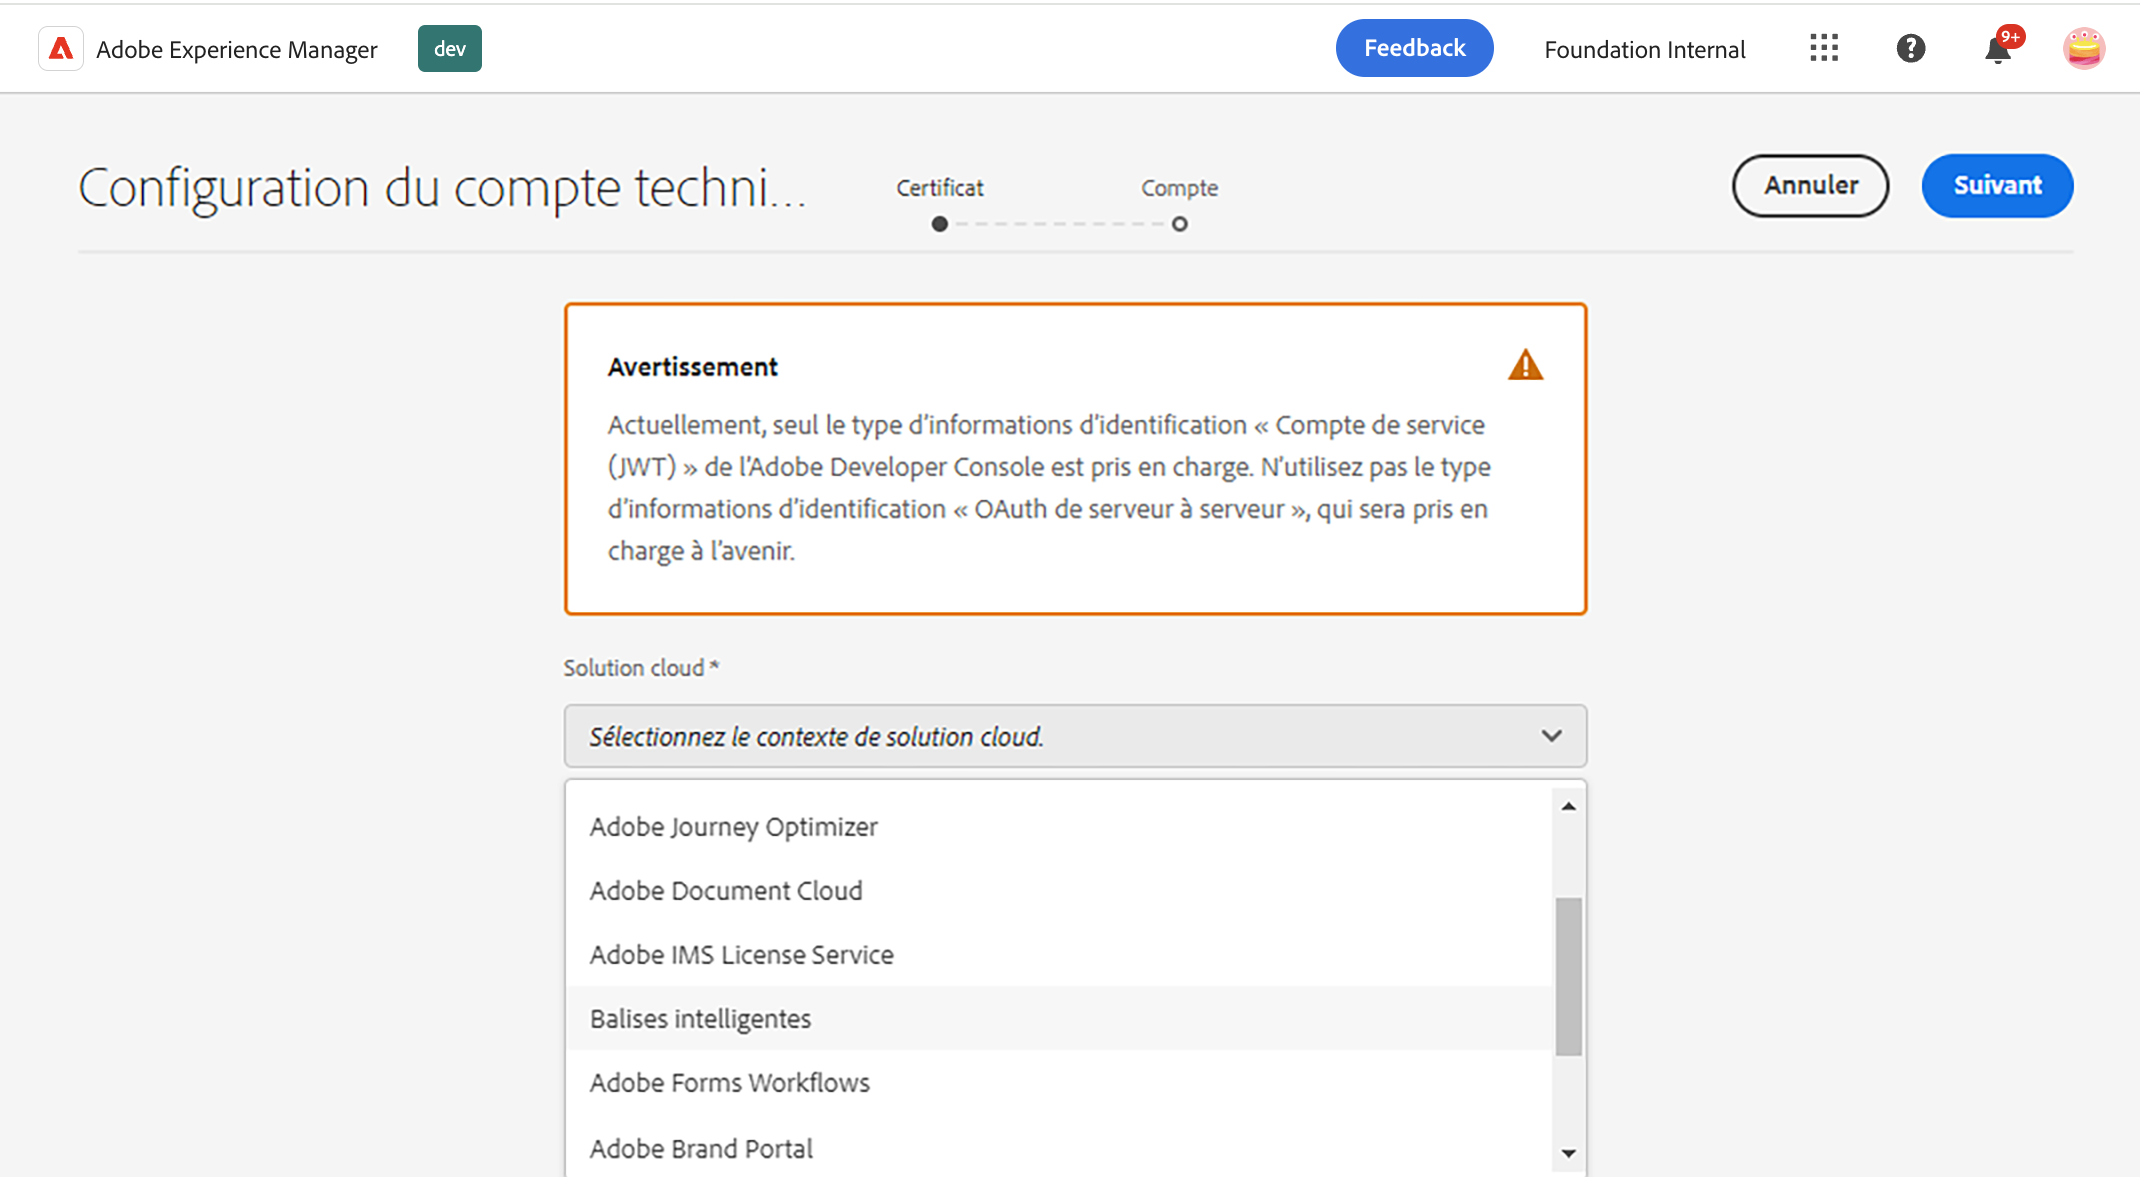 Adobe Experience Manager
dev
Feedback
Foundation Internal
9+
Configuration du compte techni...
Certificat
Compte
Annuler
Suivant
Avertissement
Actuellement, seul le type d’informations d’identification « Compte de service
(JWT) » de l’Adobe Developer Console est pris en charge. N’utilisez pas le type
d’informations d’identification « OAuth de serveur à serveur », qui sera pris en
charge à l’avenir.
Solution cloud *
Sélectionnez le contexte de solution cloud.
Adobe Journey Optimizer
Adobe Document Cloud
Adobe IMS License Service
Balises intelligentes
Adobe Forms Workflows
Adobe Brand Portal